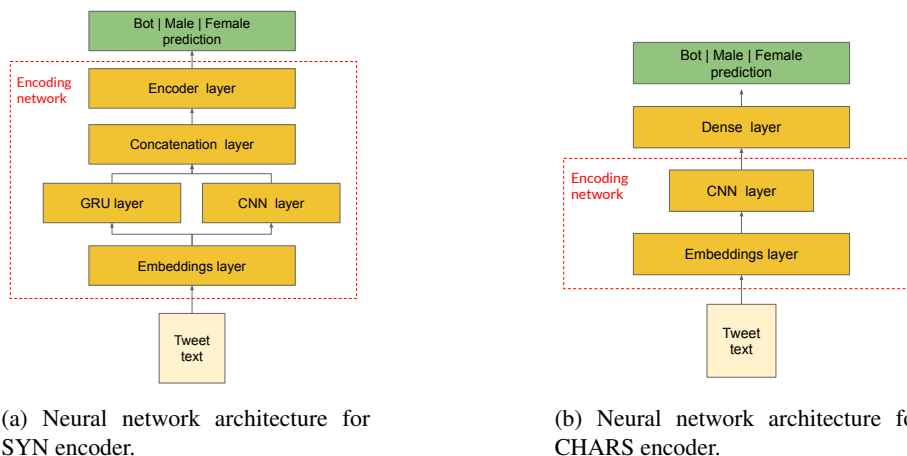 Bot | Male | Female
prediction
Encoding
network
Encoder layer
Concatenation layer
GRU layer
CNN layer
Embeddings layer
Tweet
text
(a) Neural network architecture for
SYN encoder.
Bot | Male | Female
prediction
Dense layer
Encoding
network
CNN layer
Embeddings layer
Tweet
text
(b) Neural network architecture fo
CHARS encoder.